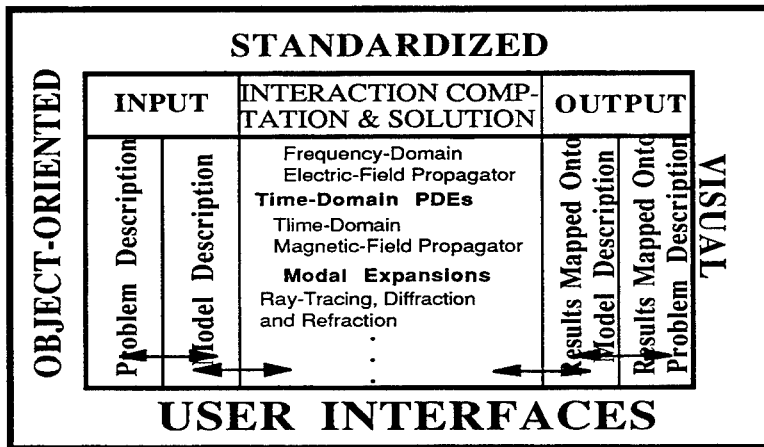 STANDARDIZED
OBJECT-ORIENTED
INPUT
INTERACTION COMP-
TATION & SOLUTION
OUTPUT
Problem Description
Model Description
Frequency-Domain
Electric-Field Propagator
Time-Domain PDEs
Tlime-Domain
Magnetic-Field Propagator
Modal Expansions
Ray-Tracing, Diffraction
and Refraction
Results Mapped Onto
Model Description
Results Mapped Onto
Problem Description
VISUAL
USER INTERFACES